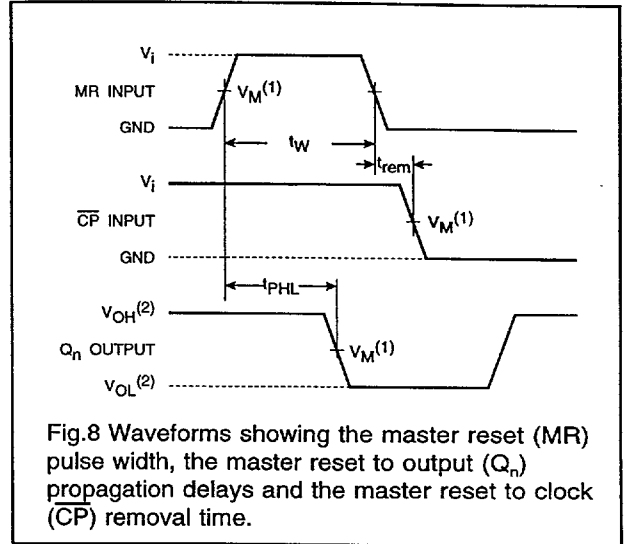 Vi
MR INPUT
VM(1)
GND
tW
trem
Vi
CP INPUT
VM(1)
GND
tPHL
VOH(2)
Qn OUTPUT
VM(1)
VOL(2)
Fig.8 Waveforms showing the master reset (MR)
pulse width, the master reset to output (Qn)
propagation delays and the master reset to clock
(CP) removal time.